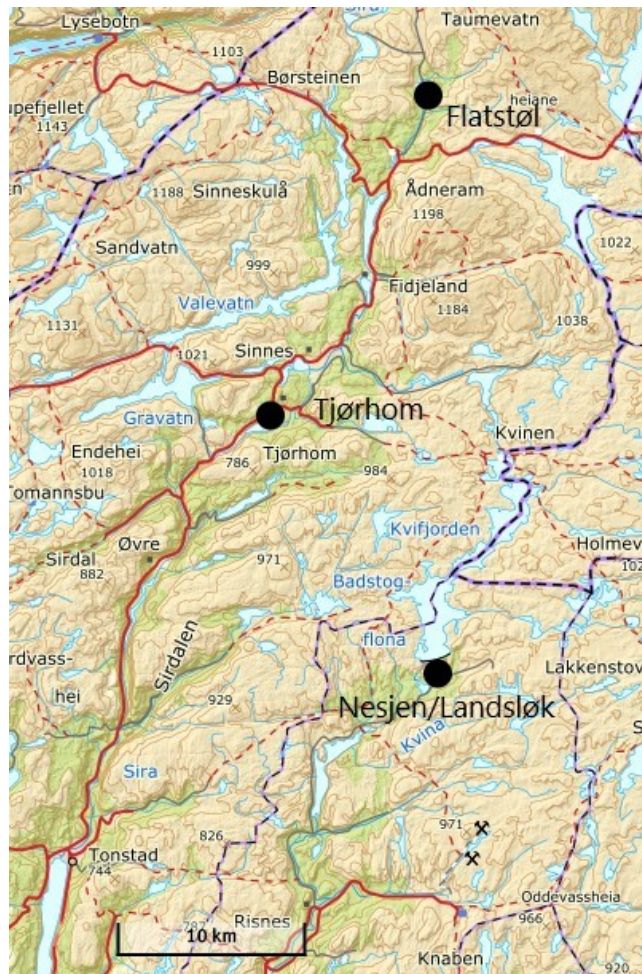 Sira
Taumevatn
Lysebotn
1103
Børsteinen
upefjellet
1143
Flatstøl
heiane
1188 Sinneskulå
Ådneram
1198
Sandvatn
999
1022
Fidjeland
Valevatn
1184
1131
1038
1021
Sinnes
Gravatn
Tjørhom
Kvinen
Endehei
1018
786
Tjørhom
984
omannsbu
Kvifjorden
Øvre
Sirdal
882
971
Holmev
102
Badstog-
flona
Sirdalen
rdvass-
hei
Lakkenstov
929
Nesjen/Landsløk
Kvina
S
Sira
826
971
Tonstad
744
787
Risnes
Oddevassheia
966
10 km
Knaben
920